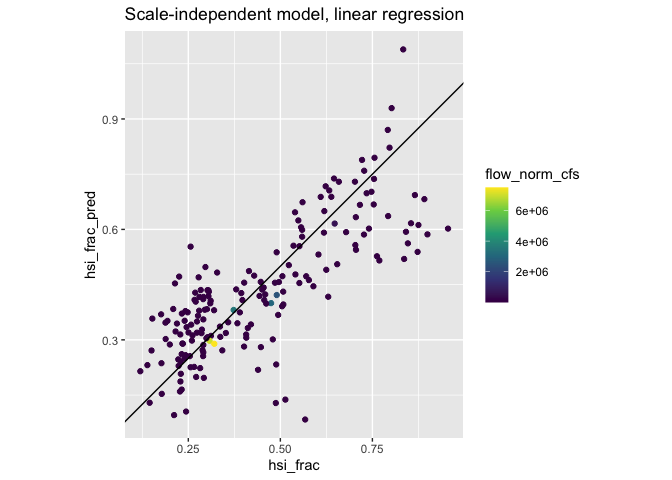 Scale-independent model, linear regression
hsi_frac_pred
0.9
0.6
0.3
0.25
0.50
0.75
hsi_frac
flow_norm_cfs
6e+06
4e+06
2e+06